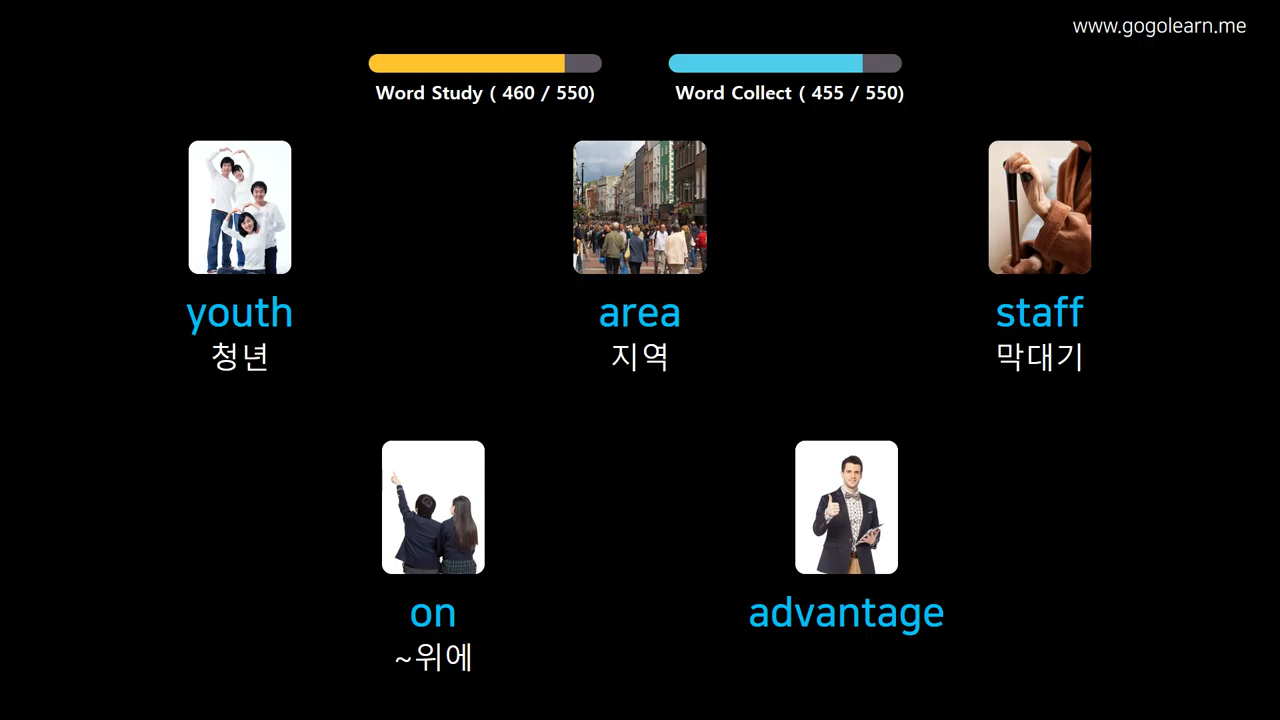 www.gogolearn.me
Word Study ( 460 / 550)
Word Collect ( 455 / 550)
youth
청년
area
지역
staff
막대기
on
~위에
advantage